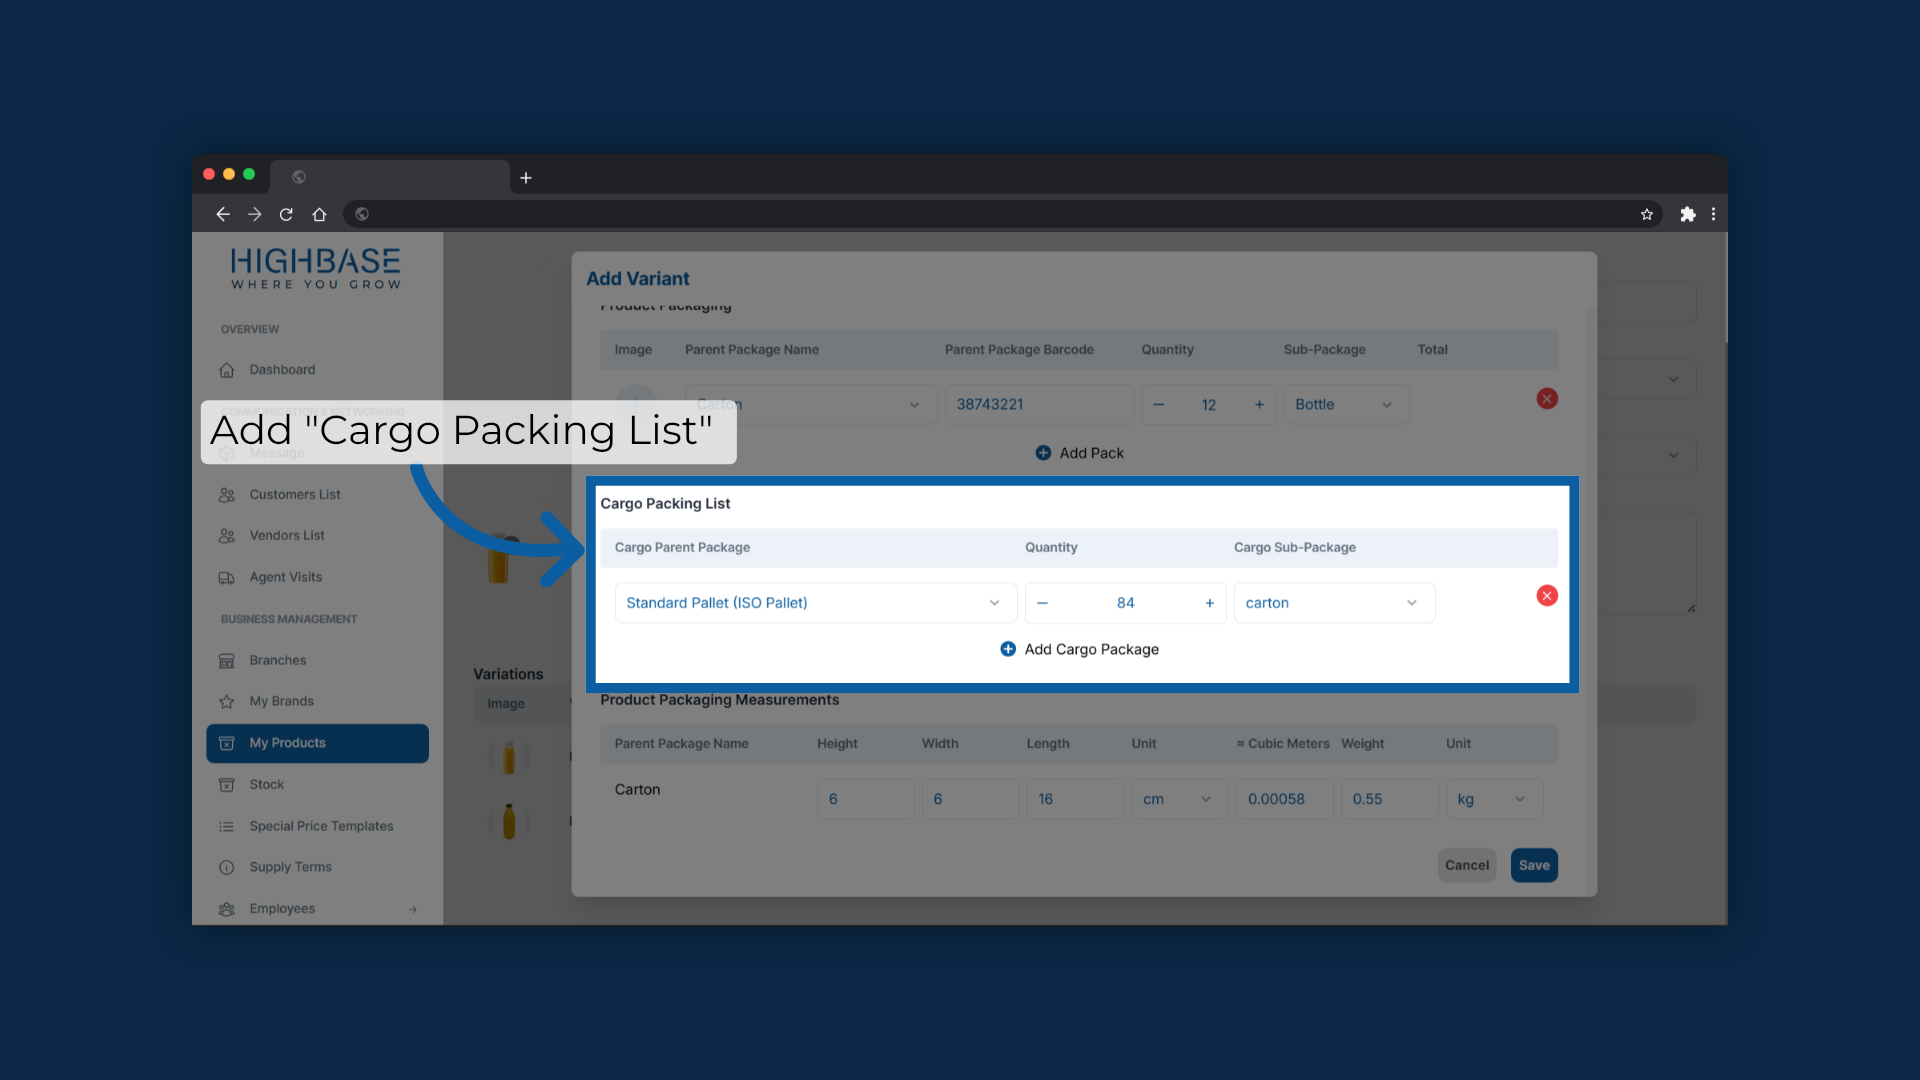 HIGHBASE
WHERE YOU GROW
OVERVIEW
Dashboard
COMMUNICATION & NETWORKING
Add "Cargo Packing List"
Message
Customers List
Vendors List
Agent Visits
BUSINESS MANAGEMENT
Branches
My Brands
My Products
Stock
Special Price Templates
Supply Terms
Employees
Variations
Image
Add Variant
Product Packaging
Image Parent Package Name Parent Package Barcode Quantity Sub-Package Total
Carton 38743221 12 Bottle
Add Pack
Cargo Packing List
Cargo Parent Package Quantity Cargo Sub-Package
Standard Pallet (ISO Pallet) 84 carton
Add Cargo Package
Product Packaging Measurements
Parent Package Name Height Width Length Unit ≈ Cubic Meters Weight Unit
Carton 6 6 16 cm 0.00058 0.55 kg
Cancel Save